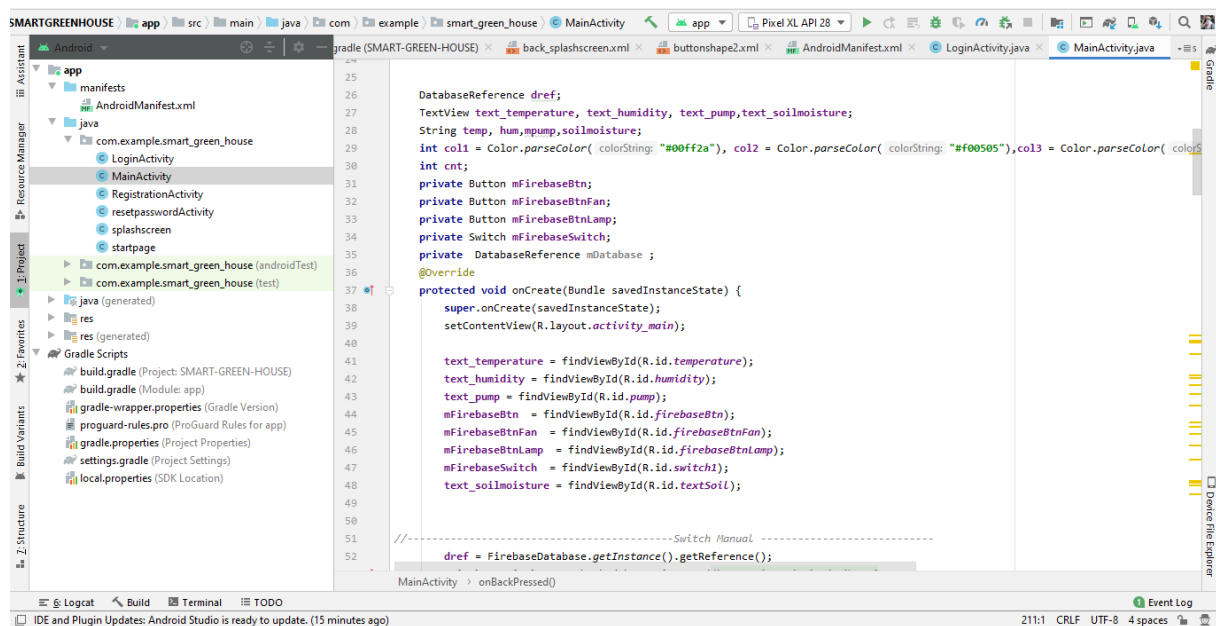 SMARTGREENHOUSE app src main java com example smart_green_house MainActivity app Pixel XL API 28
Android
gradle (SMART-GREEN-HOUSE) back_splashscreen.xml buttonshape2.xml AndroidManifest.xml LoginActivity.java MainActivity.java
Assistant
Resource Manager
1: Project
2: Favorites
Build Variants
7: Structure
app
manifests
AndroidManifest.xml
java
com.example.smart_green_house
LoginActivity
MainActivity
RegistrationActivity
resetpasswordActivity
splashscreen
startpage
com.example.smart_green_house (androidTest)
com.example.smart_green_house (test)
java (generated)
res
res (generated)
Gradle Scripts
build.gradle (Project: SMART-GREEN-HOUSE)
build.gradle (Module: app)
gradle-wrapper.properties (Gradle Version)
proguard-rules.pro (ProGuard Rules for app)
gradle.properties (Project Properties)
settings.gradle (Project Settings)
local.properties (SDK Location)
24
25
26 DatabaseReference dref;
27 TextView text_temperature, text_humidity, text_pump,text_soilmoisture;
28 String temp, hum,mpump,soilmoisture;
29 int col1 = Color.parseColor( colorString: "#00ff2a"), col2 = Color.parseColor( colorString: "#f00505"),col3 = Color.parseColor( colorS
30 int cnt;
31 private Button mFirebaseBtn;
32 private Button mFirebaseBtnFan;
33 private Button mFirebaseBtnLamp;
34 private Switch mFirebaseSwitch;
35 private DatabaseReference mDatabase ;
36 @Override
37 protected void onCreate(Bundle savedInstanceState) {
38 super.onCreate(savedInstanceState);
39 setContentView(R.layout.activity_main);
40
41 text_temperature = findViewById(R.id.temperature);
42 text_humidity = findViewById(R.id.humidity);
43 text_pump = findViewById(R.id.pump);
44 mFirebaseBtn = findViewById(R.id.firebaseBtn);
45 mFirebaseBtnFan = findViewById(R.id.firebaseBtnFan);
46 mFirebaseBtnLamp = findViewById(R.id.firebaseBtnLamp);
47 mFirebaseSwitch = findViewById(R.id.switch1);
48 text_soilmoisture = findViewById(R.id.textSoil);
49
50
51 //------------------------------------------Switch Manual ---------------------------
52 dref = FirebaseDatabase.getInstance().getReference();
MainActivity > onBackPressed()
Gradle
Device File Explorer
6: Logcat Build Terminal TODO 1 Event Log
IDE and Plugin Updates: Android Studio is ready to update. (15 minutes ago) 211:1 CRLF UTF-8 4 spaces